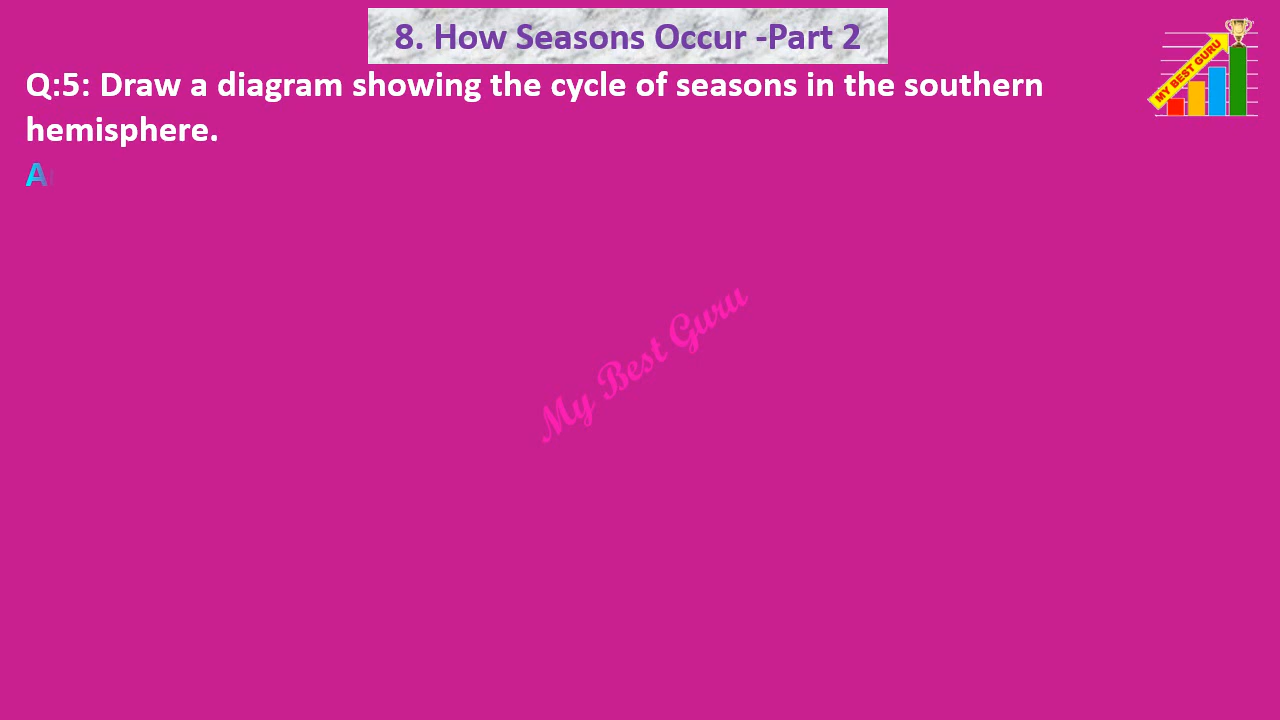 8. How Seasons Occur -Part 2
MY BEST GURU
Q:5: Draw a diagram showing the cycle of seasons in the southern
hemisphere.
A
My Best Guru